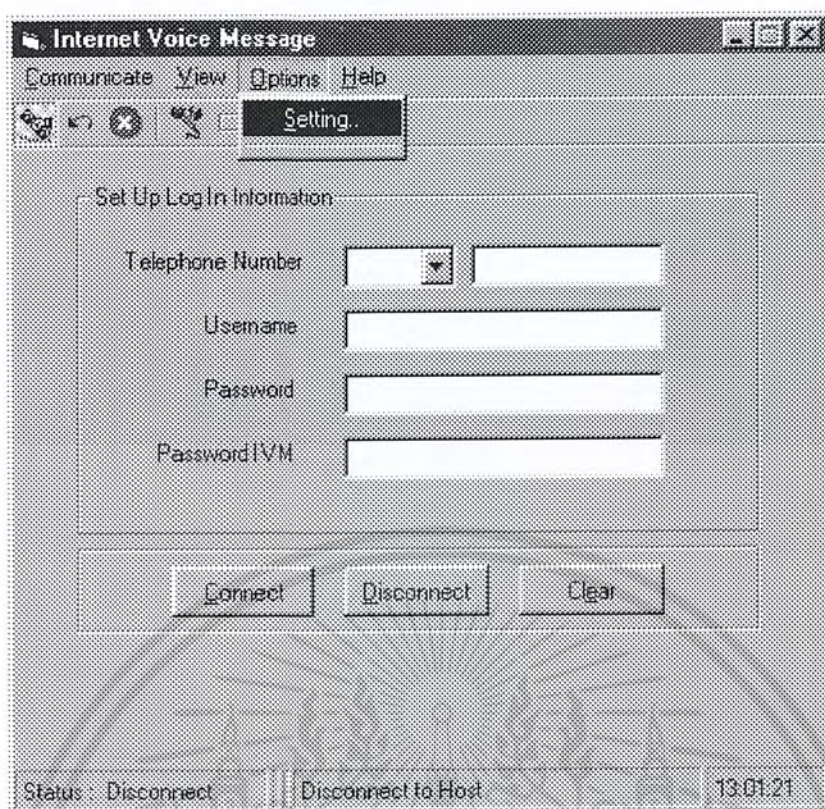 Internet Voice Message
Communicate View Options Help
Setting..
Set Up Log In Information
Telephone Number
Username
Password
Password IVM
Connect Disconnect Clear
Status : Disconnect Disconnect to Host 13:01:21